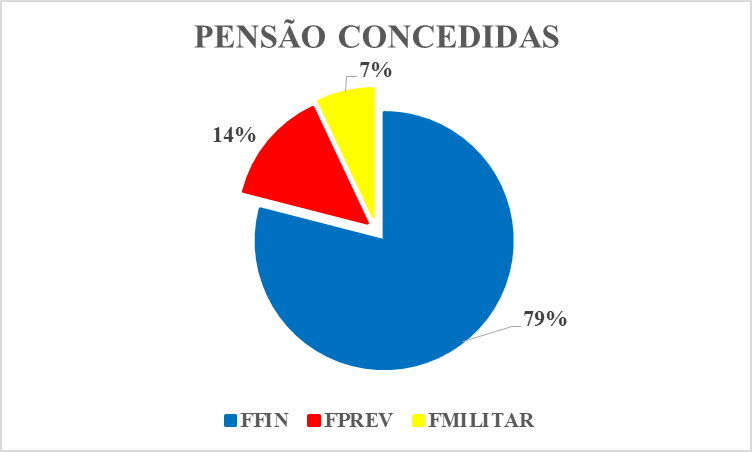 PENSÃO CONCEDIDAS
7%
14%
79%
FFIN FPREV FMILITAR